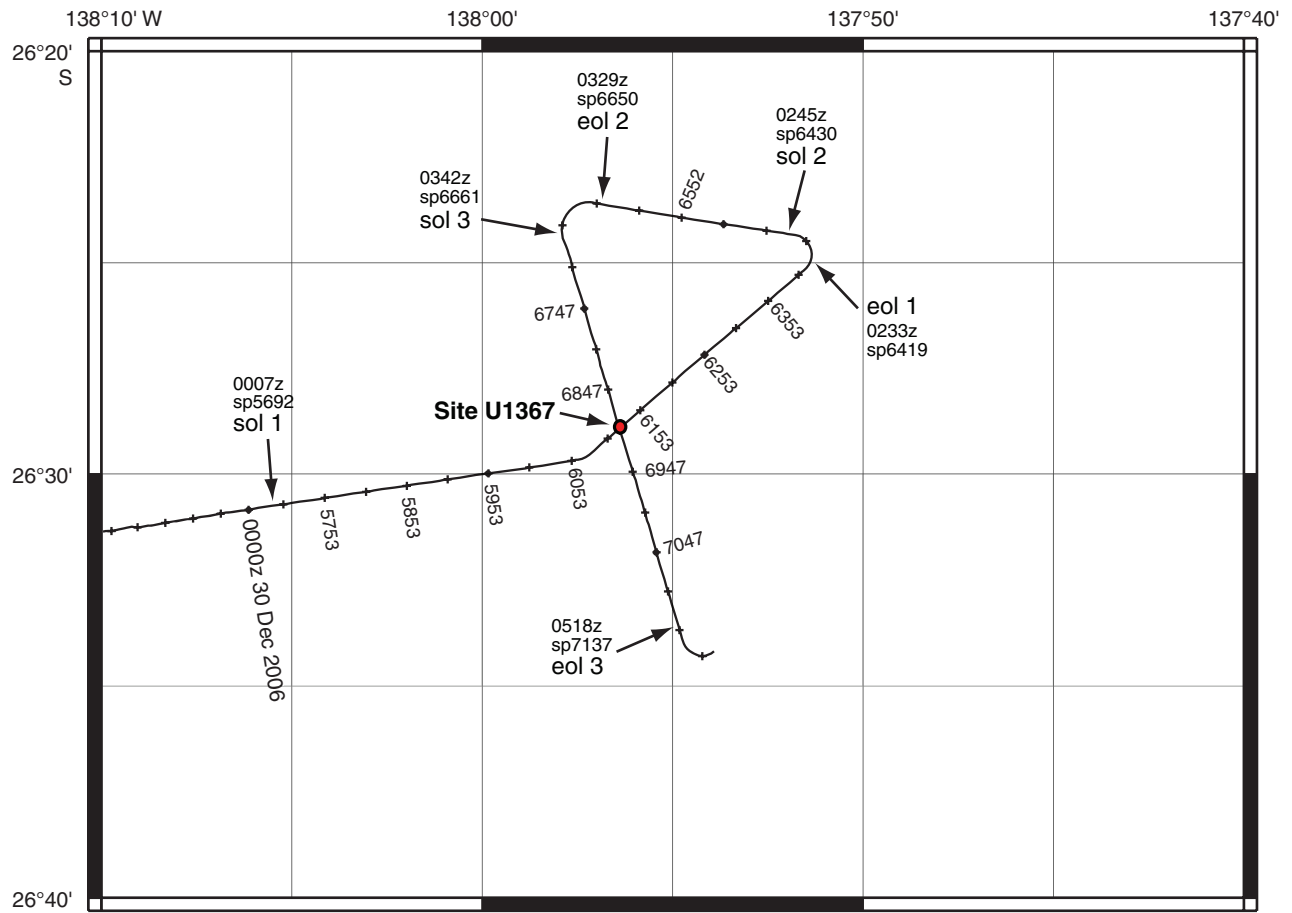 138°10' W
138°00'
137°50'
137°40'
26°20'
S
0329z
sp6650
eol 2
0245z
sp6430
sol 2
0342z
sp6661
sol 3
6552
eol 1
0233z
sp6419
6747
6353
6253
0007z
sp5692
sol 1
6847
Site U1367
6153
26°30'
6947
6053
5953
5853
5753
0000z 30 Dec 2006
7047
0518z
sp7137
eol 3
26°40'